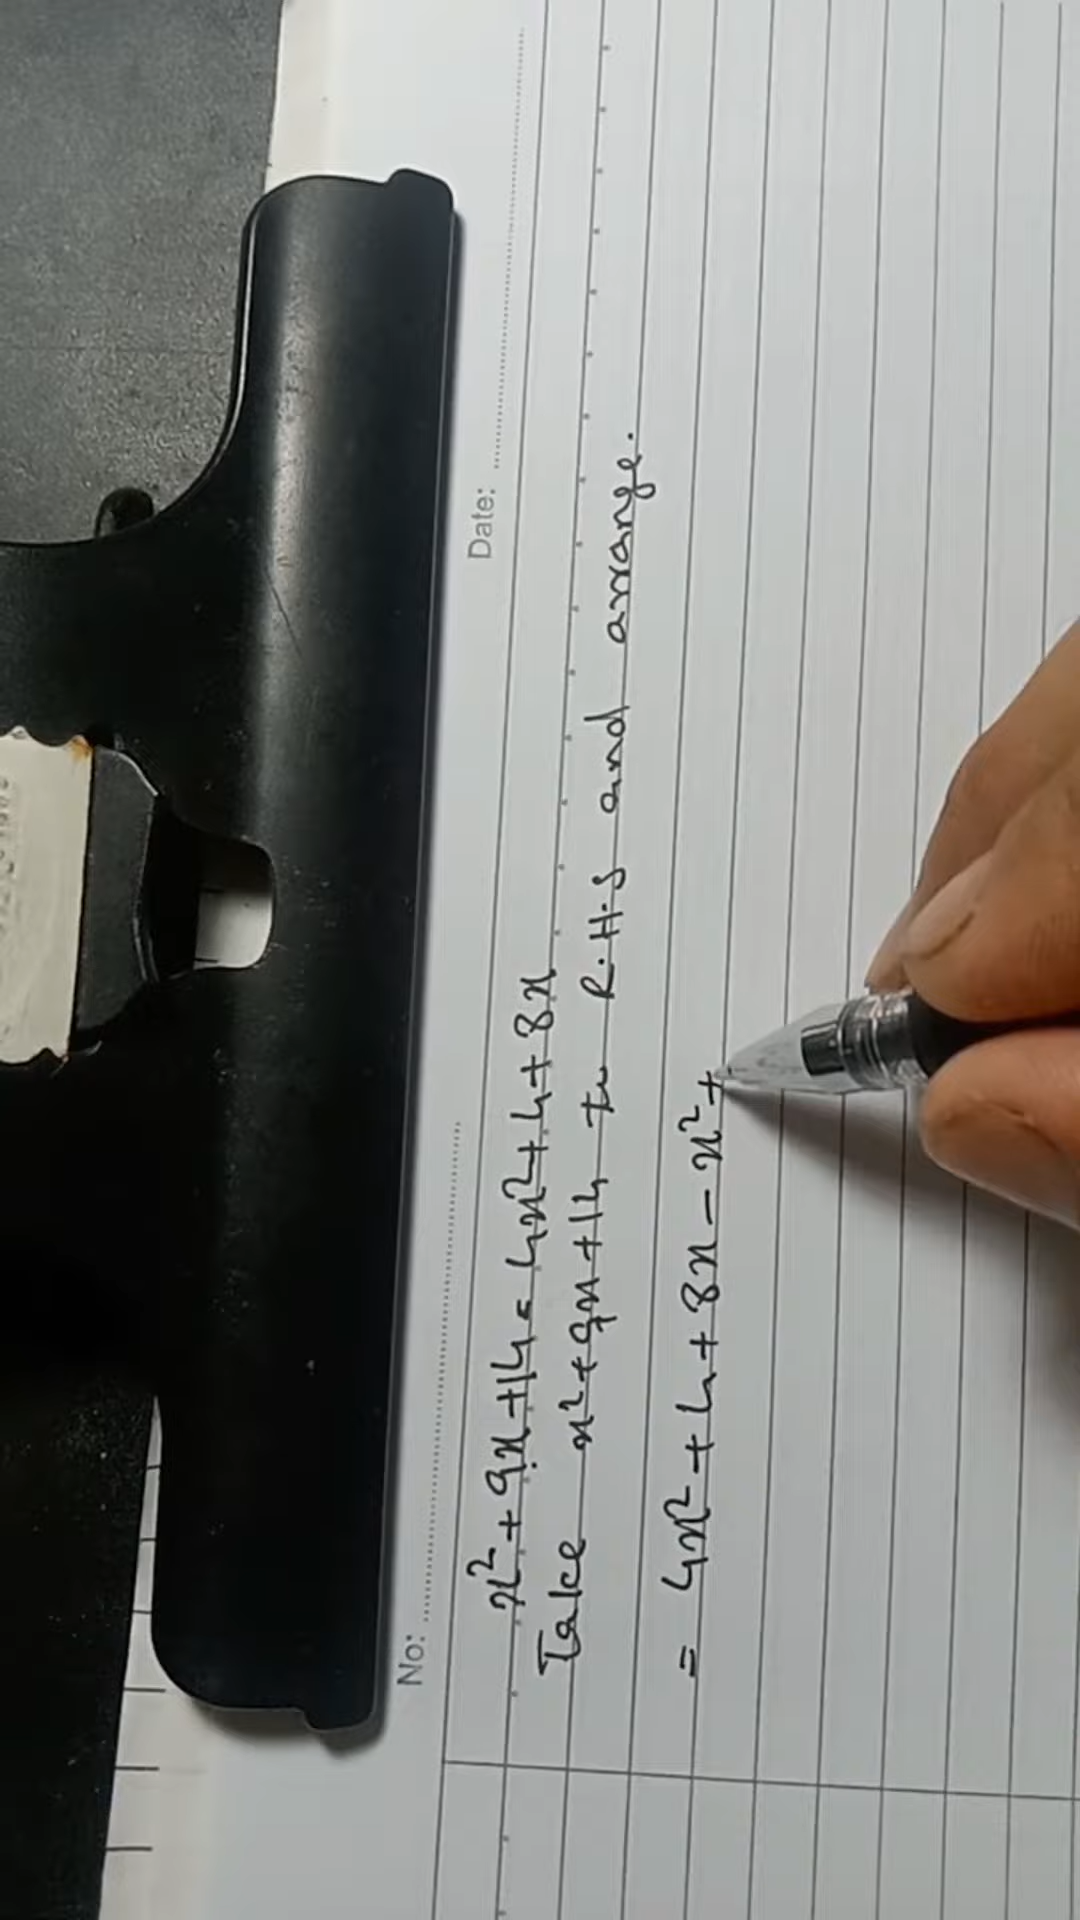 No: Date:
x² + 9x + 14 = 4x² + 4 + 8x
Take x² + 9x + 14 to R.H.S and arrange.
= 4x² + 4 + 8x - x² +